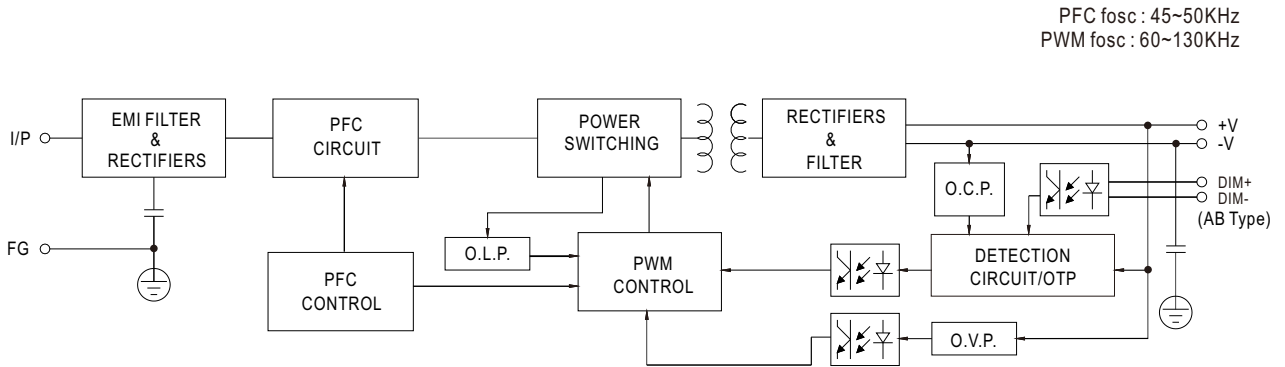 PFC fosc : 45~50KHz
PWM fosc : 60~130KHz
I/P
EMI FILTER
&
RECTIFIERS
PFC
CIRCUIT
POWER
SWITCHING
RECTIFIERS
&
FILTER
+V
-V
O.C.P.
DIM+
DIM-
(AB Type)
FG
O.L.P.
PFC
CONTROL
PWM
CONTROL
DETECTION
CIRCUIT/OTP
O.V.P.